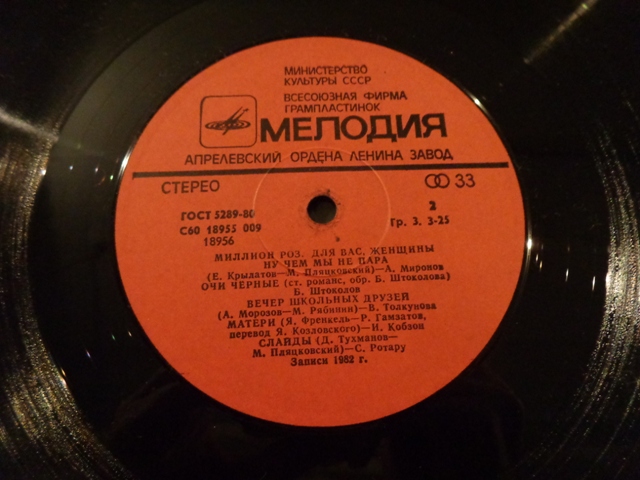 МИНИСТЕРСТВО
КУЛЬТУРЫ СССР
ВСЕСОЮЗНАЯ ФИРМА
ГРАМПЛАСТИНОК
МЕЛОДИЯ
АПРЕЛЕВСКИЙ ОРДЕНА ЛЕНИНА ЗАВОД
СТЕРЕО 33
ГОСТ 5289-80 2
С60 18955 009 Гр. 3. 3-25
18956
МИЛЛИОН РОЗ. ДЛЯ ВАС, ЖЕНЩИНЫ
НУ ЧЕМ МЫ НЕ ПАРА
(Е. Крылатов—М. Пляцковский)—А. Миронов
ОЧИ ЧЕРНЫЕ (ст. романс, обр. Б. Штоколова)
Б. Штоколов
ВЕЧЕР ШКОЛЬНЫХ ДРУЗЕЙ
(А. Морозов—М. Рябинин)—В. Толкунова
МАТЕРИ (Я. Френкель—Р. Гамзатов,
перевод Я. Козловского)—И. Кобзон
СЛАЙДЫ (Д. Тухманов—
М. Пляцковский)—С. Ротару
Записи 1982 г.